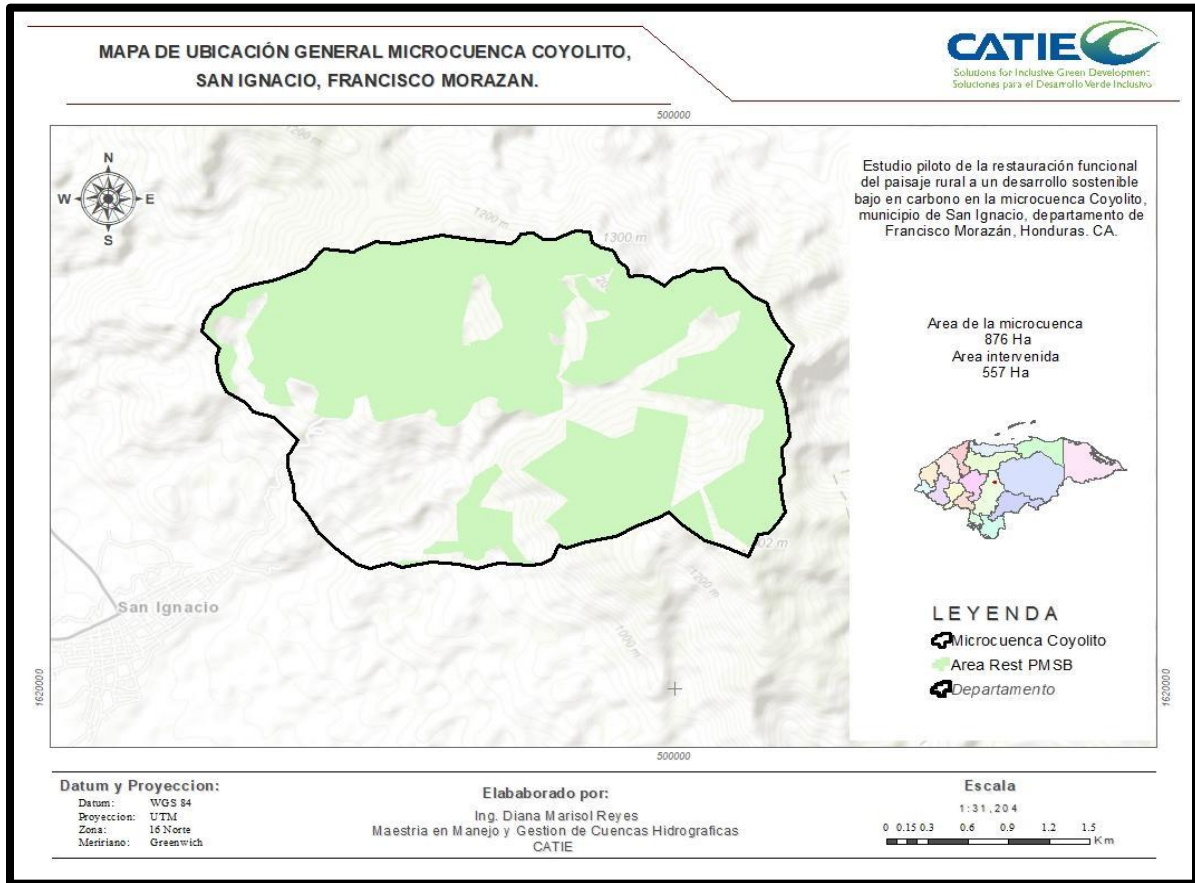 MAPA DE UBICACIÓN GENERAL MICROCUENCA COYOLITO,
SAN IGNACIO, FRANCISCO MORAZAN.
CATIE
Solutions for Inclusive Green Development
Soluciones para el Desarrollo Verde Inclusivo
500000
1200 m
N
W E
S
1200 m
1300 m
Estudio piloto de la restauración funcional
del paisaje rural a un desarrollo sostenible
bajo en carbono en la microcuenca Coyolito,
municipio de San Ignacio, departamento de
Francisco Morazán, Honduras. CA.
Area de la microcuenca
876 Ha
Area intervenida
557 Ha
02 m
1200 m
San Ignacio
1000 m
LEYENDA
Microcuenca Coyolito
Area Rest PMSB
Departamento
1620000
1620000
500000
Datum y Proyeccion:
Datum: WGS 84
Proyeccion: UTM
Zona: 16 Norte
Meririano: Greenwich
Elababorado por:
Ing. Diana Marisol Reyes
Maestria en Manejo y Gestion de Cuencas Hidrograficas
CATIE
Escala
1:31,204
0 0.15 0.3 0.6 0.9 1.2 1.5
Km